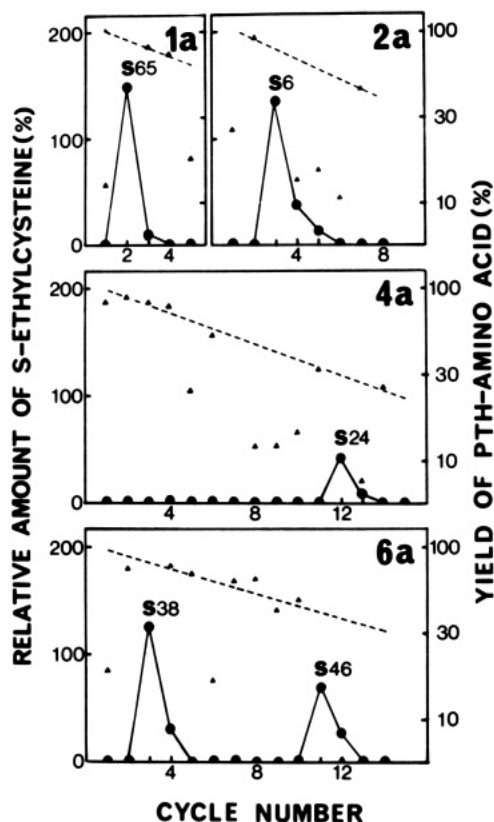 RELATIVE AMOUNT OF S-ETHYLCYSTEINE (%)
YIELD OF PTH-AMINO ACID (%)
200
100
0
1a
S65
2
2a
S6
4
8
100
30
10
200
100
0
4a
S24
4
12
100
30
10
200
100
0
6a
S38
S46
4
8
12
100
30
10
CYCLE NUMBER